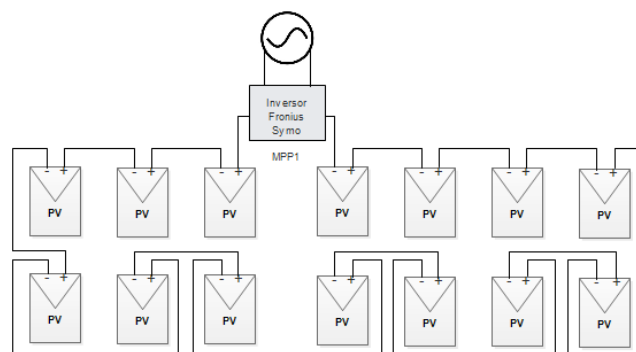 Inversor
Fronius
Symo
MPP1
- + - + - + - + - + - + - +
PV PV PV PV PV PV PV
- + - + - + - + - + - + - +
PV PV PV PV PV PV PV